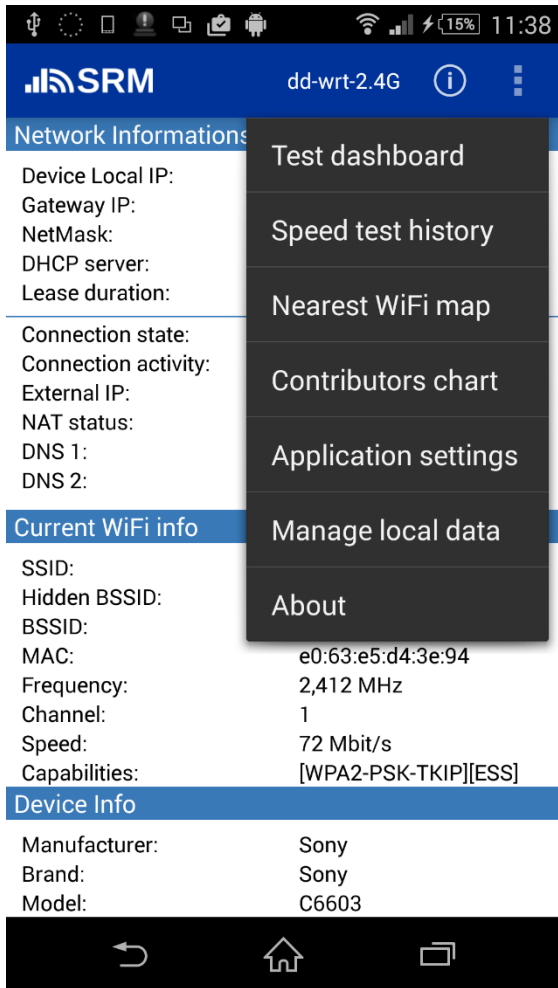 15% 11:38
SRM dd-wrt-2.4G
Network Informations
Device Local IP:
Gateway IP:
NetMask:
DHCP server:
Lease duration:
Connection state:
Connection activity:
External IP:
NAT status:
DNS 1:
DNS 2:
Test dashboard
Speed test history
Nearest WiFi map
Contributors chart
Application settings
Manage local data
About
Current WiFi info
SSID:
Hidden BSSID:
BSSID:
MAC: e0:63:e5:d4:3e:94
Frequency: 2,412 MHz
Channel: 1
Speed: 72 Mbit/s
Capabilities: [WPA2-PSK-TKIP][ESS]
Device Info
Manufacturer: Sony
Brand: Sony
Model: C6603